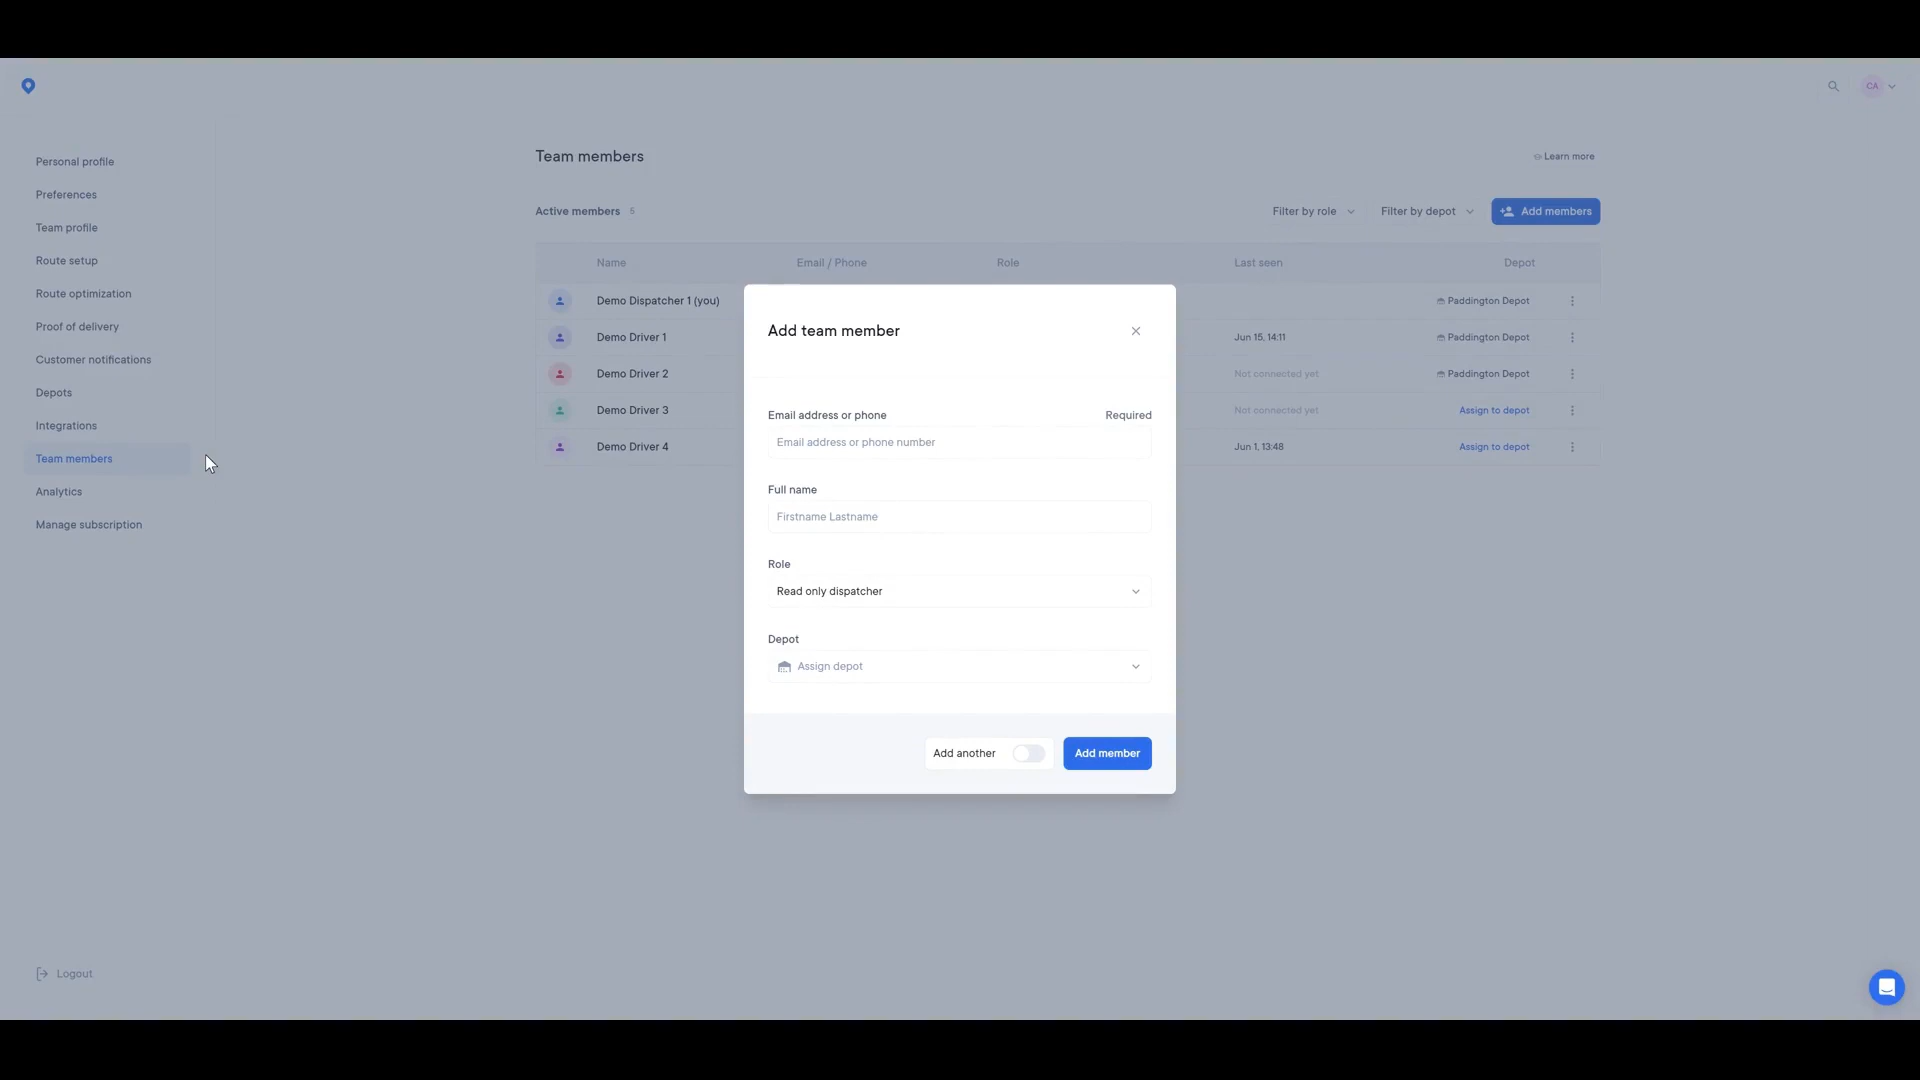 CA
Personal profile
Preferences
Team profile
Route setup
Route optimization
Proof of delivery
Customer notifications
Depots
Integrations
Team members
Analytics
Manage subscription
Logout
Team members
Learn more
Active members 5
Filter by role
Filter by depot
Add members
Name Email / Phone Role Last seen Depot
Demo Dispatcher 1 (you) Paddington Depot
Demo Driver 1 Jun 15, 14:11 Paddington Depot
Demo Driver 2 Not connected yet Paddington Depot
Demo Driver 3 Not connected yet Assign to depot
Demo Driver 4 Jun 1, 13:48 Assign to depot
Add team member
Email address or phone Required
Email address or phone number
Full name
Firstname Lastname
Role
Read only dispatcher
Depot
Assign depot
Add another
Add member